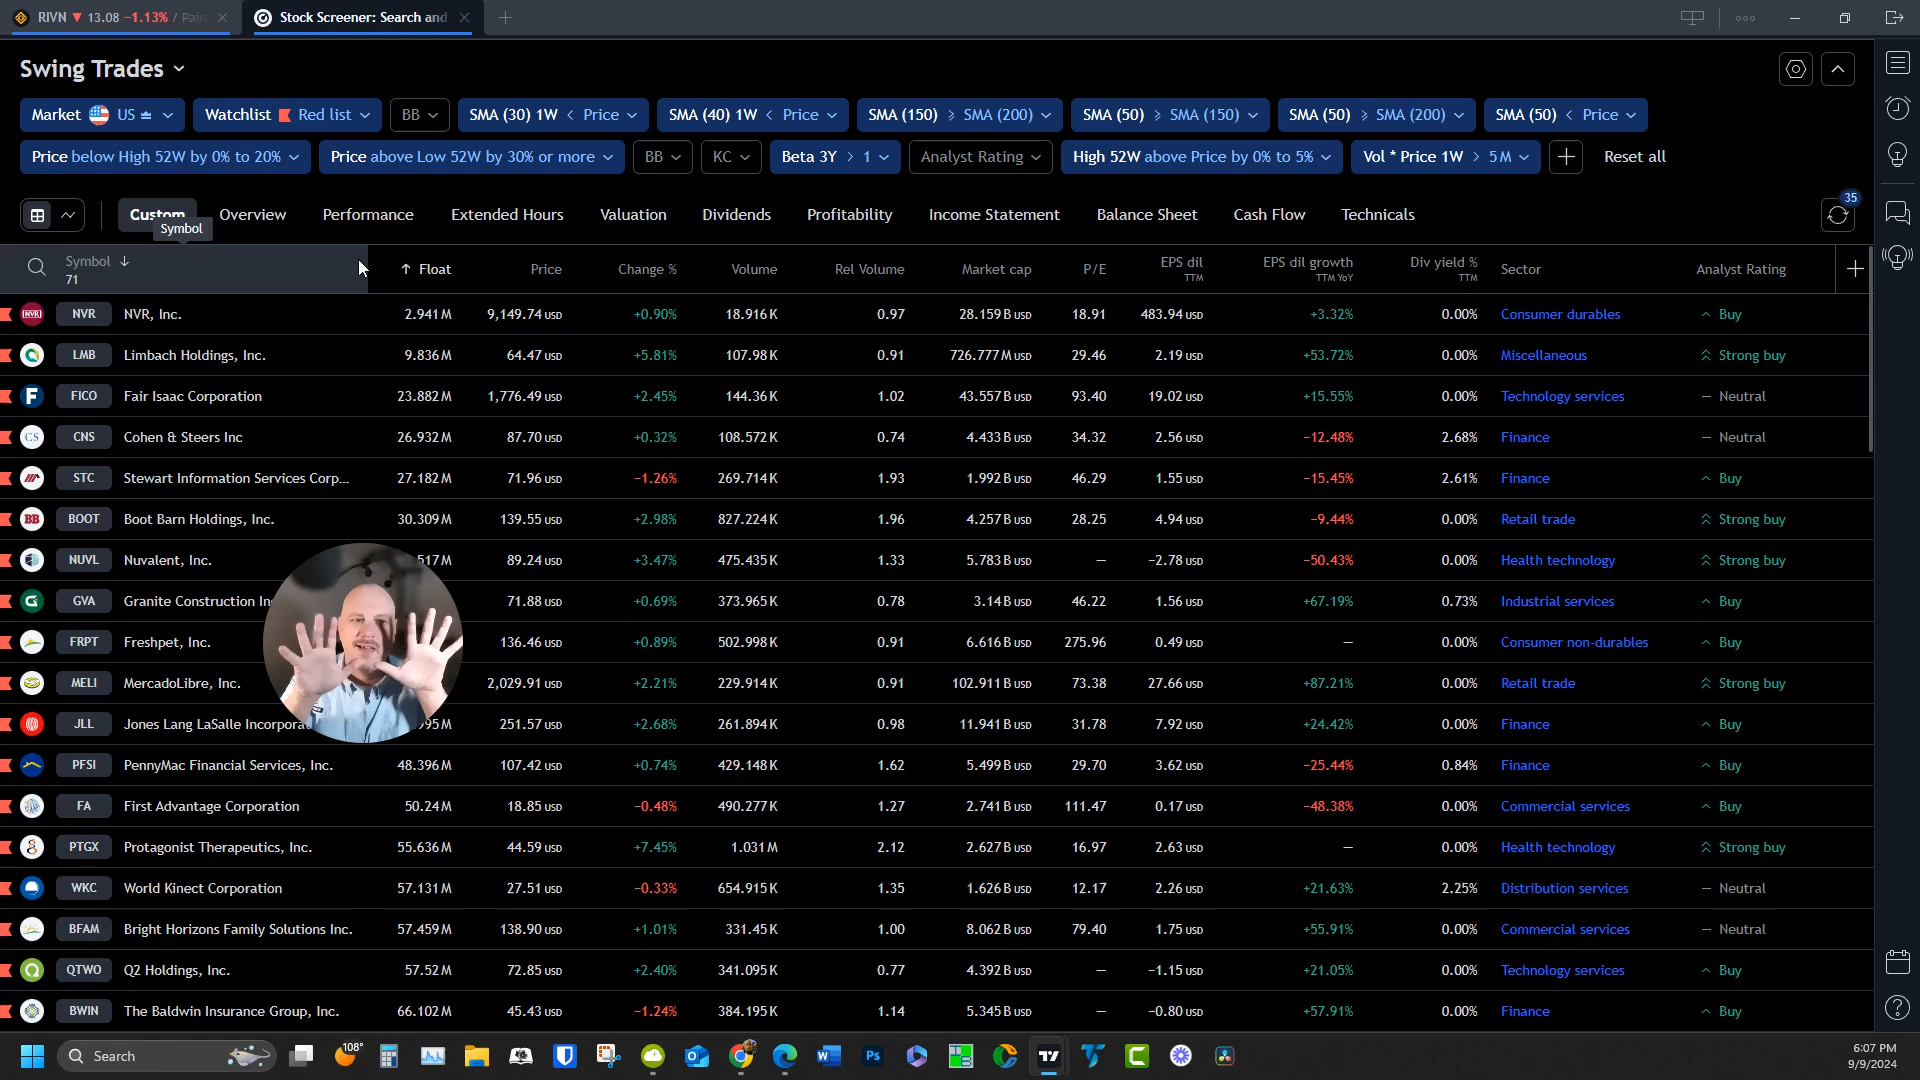 RIVN ▼ 13.08 −1.13% / Pain
Stock Screener: Search and
Swing Trades
Market US Watchlist Red list BB SMA (30) 1W < Price SMA (40) 1W < Price SMA (150) > SMA (200) SMA (50) > SMA (150) SMA (50) > SMA (200) SMA (50) < Price
Price below High 52W by 0% to 20% Price above Low 52W by 30% or more BB KC Beta 3Y > 1 Analyst Rating High 52W above Price by 0% to 5% Vol * Price 1W > 5M Reset all
35
Custom Overview Performance Extended Hours Valuation Dividends Profitability Income Statement Balance Sheet Cash Flow Technicals
Symbol
Symbol ↓ 71 ↑ Float Price Change % Volume Rel Volume Market cap P/E EPS dil TTM EPS dil growth TTM YoY Div yield % TTM Sector Analyst Rating
NVR NVR NVR, Inc. 2.941 M 9,149.74 USD +0.90% 18.916 K 0.97 28.159 B USD 18.91 483.94 USD +3.32% 0.00% Consumer durables Buy
LMB Limbach Holdings, Inc. 9.836 M 64.47 USD +5.81% 107.98 K 0.91 726.777 M USD 29.46 2.19 USD +53.72% 0.00% Miscellaneous Strong buy
F FICO Fair Isaac Corporation 23.882 M 1,776.49 USD +2.45% 144.36 K 1.02 43.557 B USD 93.40 19.02 USD +15.55% 0.00% Technology services — Neutral
CS CNS Cohen & Steers Inc 26.932 M 87.70 USD +0.32% 108.572 K 0.74 4.433 B USD 34.32 2.56 USD −12.48% 2.68% Finance — Neutral
STC Stewart Information Services Corp... 27.182 M 71.96 USD −1.26% 269.714 K 1.93 1.992 B USD 46.29 1.55 USD −15.45% 2.61% Finance Buy
BB BOOT Boot Barn Holdings, Inc. 30.309 M 139.55 USD +2.98% 827.224 K 1.96 4.257 B USD 28.25 4.94 USD −9.44% 0.00% Retail trade Strong buy
NUVL Nuvalent, Inc. 517 M 89.24 USD +3.47% 475.435 K 1.33 5.783 B USD — −2.78 USD −50.43% 0.00% Health technology Strong buy
G GVA Granite Construction In 71.88 USD +0.69% 373.965 K 0.78 3.14 B USD 46.22 1.56 USD +67.19% 0.73% Industrial services Buy
FRPT Freshpet, Inc. 136.46 USD +0.89% 502.998 K 0.91 6.616 B USD 275.96 0.49 USD — 0.00% Consumer non-durables Buy
MELI MercadoLibre, Inc. 2,029.91 USD +2.21% 229.914 K 0.91 102.911 B USD 73.38 27.66 USD +87.21% 0.00% Retail trade Strong buy
JLL Jones Lang LaSalle Incorpora 995 M 251.57 USD +2.68% 261.894 K 0.98 11.941 B USD 31.78 7.92 USD +24.42% 0.00% Finance Buy
PFSI PennyMac Financial Services, Inc. 48.396 M 107.42 USD +0.74% 429.148 K 1.62 5.499 B USD 29.70 3.62 USD −25.44% 0.84% Finance Buy
FA First Advantage Corporation 50.24 M 18.85 USD −0.48% 490.277 K 1.27 2.741 B USD 111.47 0.17 USD −48.38% 0.00% Commercial services Buy
PTGX Protagonist Therapeutics, Inc. 55.636 M 44.59 USD +7.45% 1.031 M 2.12 2.627 B USD 16.97 2.63 USD — 0.00% Health technology Strong buy
WKC World Kinect Corporation 57.131 M 27.51 USD −0.33% 654.915 K 1.35 1.626 B USD 12.17 2.26 USD +21.63% 2.25% Distribution services — Neutral
BFAM Bright Horizons Family Solutions Inc. 57.459 M 138.90 USD +1.01% 331.45 K 1.00 8.062 B USD 79.40 1.75 USD +55.91% 0.00% Commercial services — Neutral
QTWO Q2 Holdings, Inc. 57.52 M 72.85 USD +2.40% 341.095 K 0.77 4.392 B USD — −1.15 USD +21.05% 0.00% Technology services Buy
BWIN The Baldwin Insurance Group, Inc. 66.102 M 45.43 USD −1.24% 384.195 K 1.14 5.345 B USD — −0.80 USD +57.91% 0.00% Finance Buy
Search 108° Ps 6:07 PM
9/9/2024